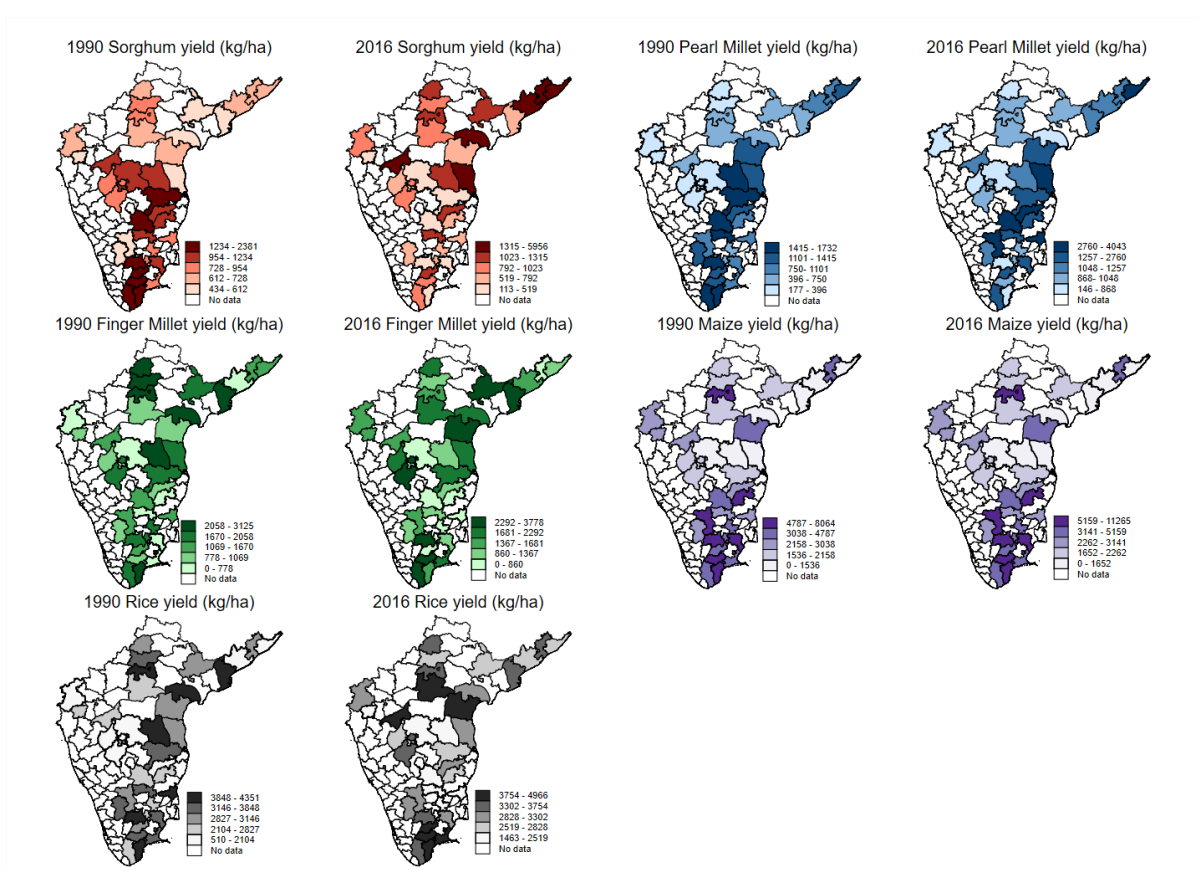 1990 Sorghum yield (kg/ha)
1234 - 2381
954 - 1234
728 - 954
612 - 728
434 - 612
No data
2016 Sorghum yield (kg/ha)
1315 - 5956
1023 - 1315
792 - 1023
519 - 792
113 - 519
No data
1990 Pearl Millet yield (kg/ha)
1415 - 1732
1101 - 1415
750- 1101
396 - 750
177 - 396
No data
2016 Pearl Millet yield (kg/ha)
2760 - 4043
1257 - 2760
1048 - 1257
868- 1048
146 - 868
No data
1990 Finger Millet yield (kg/ha)
2058 - 3125
1670 - 2058
1069 - 1670
778 - 1069
0 - 778
No data
2016 Finger Millet yield (kg/ha)
2292 - 3778
1681 - 2292
1367 - 1681
860 - 1367
0 - 860
No data
1990 Maize yield (kg/ha)
4787 - 8064
3038 - 4787
2158 - 3038
1536 - 2158
0 - 1536
No data
2016 Maize yield (kg/ha)
5159 - 11265
3141 - 5159
2262 - 3141
1652 - 2262
0 - 1652
No data
1990 Rice yield (kg/ha)
3848 - 4351
3146 - 3848
2827 - 3146
2104 - 2827
510 - 2104
No data
2016 Rice yield (kg/ha)
3754 - 4966
3302 - 3754
2828 - 3302
2519 - 2828
1463 - 2519
No data